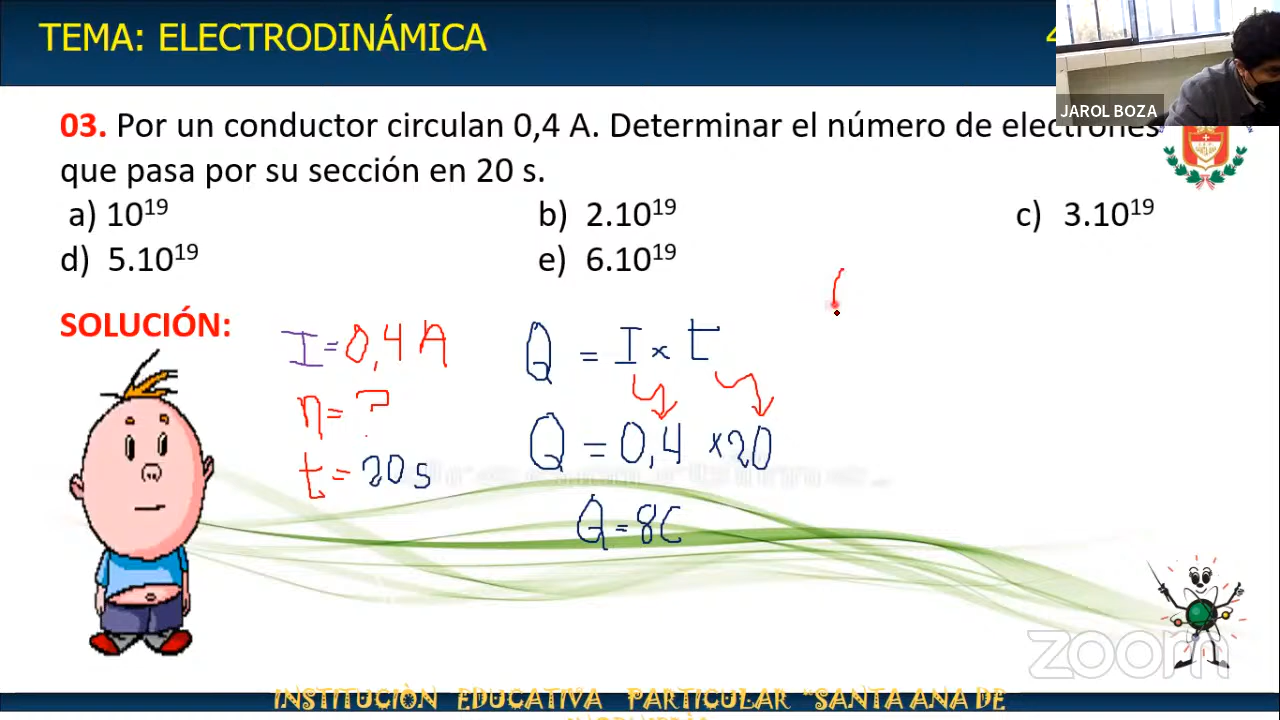 TEMA: ELECTRODINÁMICA
4
JAROL BOZA
03. Por un conductor circulan 0,4 A. Determinar el número de electrones
que pasa por su sección en 20 s.
a) 10¹⁹ b) 2.10¹⁹ c) 3.10¹⁹
d) 5.10¹⁹ e) 6.10¹⁹
SOLUCIÓN:
I = 0,4 A
n = ?
t = 20 s
Q = I x t
Q = 0,4 x 20
Q = 8C
(
zoom
INSTITUCIÒN EDUCATIVA PARTICULAR "SANTA ANA DE